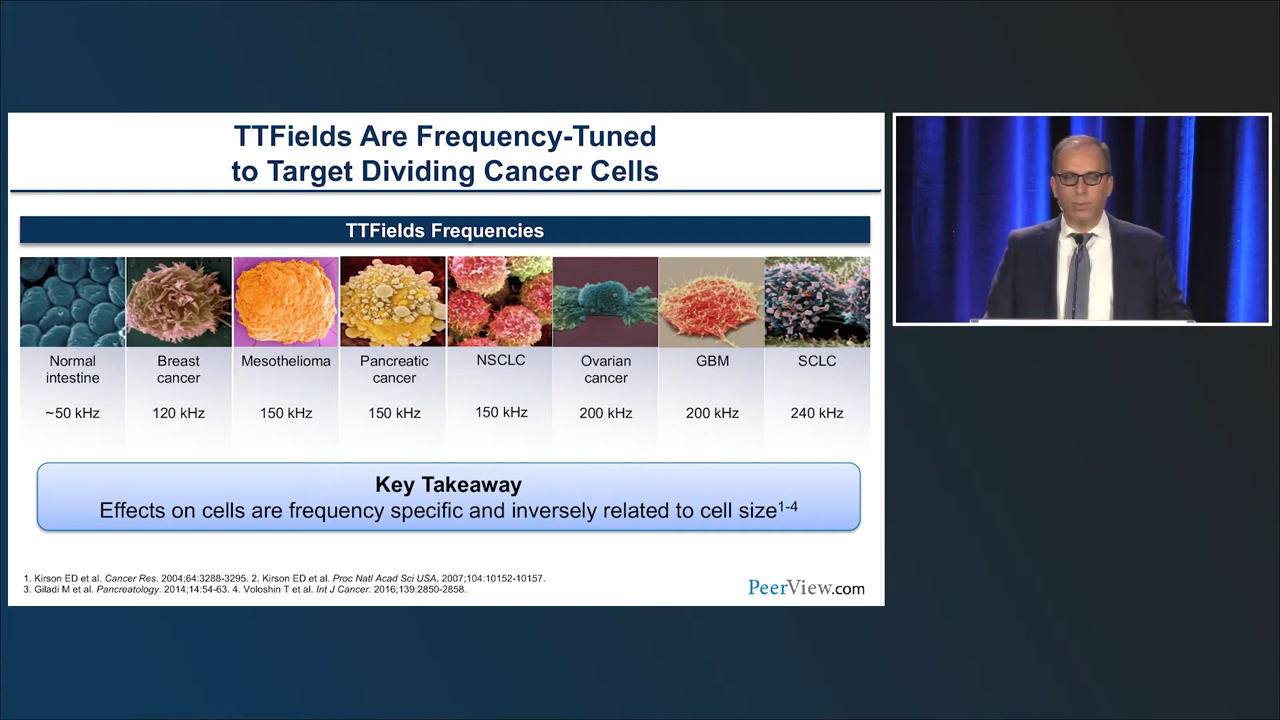 TTFields Are Frequency-Tuned
to Target Dividing Cancer Cells
TTFields Frequencies
Normal intestine
Breast cancer
Mesothelioma
Pancreatic cancer
NSCLC
Ovarian cancer
GBM
SCLC
~50 kHz
120 kHz
150 kHz
150 kHz
150 kHz
200 kHz
200 kHz
240 kHz
Key Takeaway
Effects on cells are frequency specific and inversely related to cell size1-4
1. Kirson ED et al. Cancer Res. 2004;64:3288-3295. 2. Kirson ED et al. Proc Natl Acad Sci USA. 2007;104:10152-10157.
3. Giladi M et al. Pancreatology. 2014;14:54-63. 4. Voloshin T et al. Int J Cancer. 2016;139:2850-2858.
PeerView.com